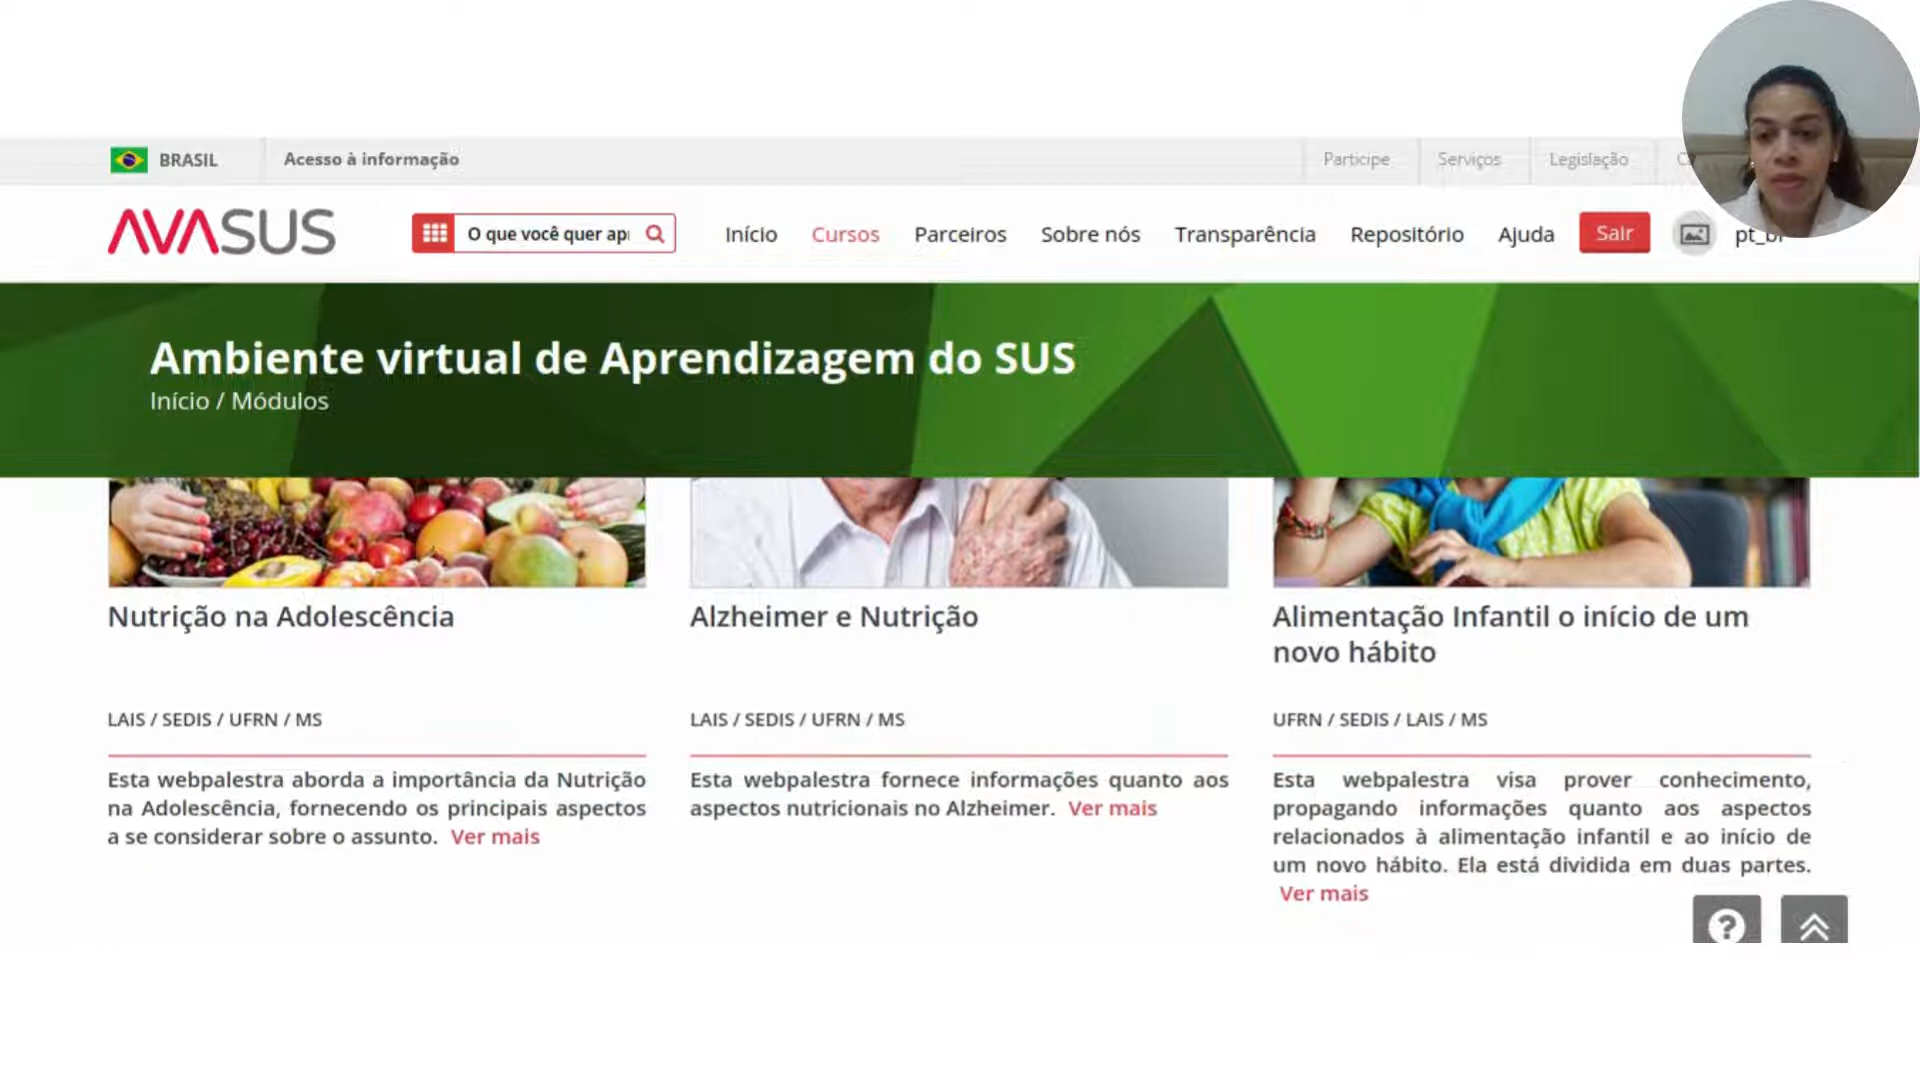 BRASIL
Acesso à informação
Participe
Serviços
Legislação
AVASUS
O que você quer
Início
Cursos
Parceiros
Sobre nós
Transparência
Repositório
Ajuda
Sair
Ambiente virtual de Aprendizagem do SUS
Início / Módulos
Nutrição na Adolescência
LAIS / SEDIS / UFRN / MS
Esta webpalestra aborda a importância da Nutrição
na Adolescência, fornecendo os principais aspectos
a se considerar sobre o assunto. Ver mais
Alzheimer e Nutrição
LAIS / SEDIS / UFRN / MS
Esta webpalestra fornece informações quanto aos
aspectos nutricionais no Alzheimer. Ver mais
Alimentação Infantil o início de um
novo hábito
UFRN / SEDIS / LAIS / MS
Esta webpalestra visa prover conhecimento,
propagando informações quanto aos aspectos
relacionados à alimentação infantil e ao início de
um novo hábito. Ela está dividida em duas partes.
Ver mais
?